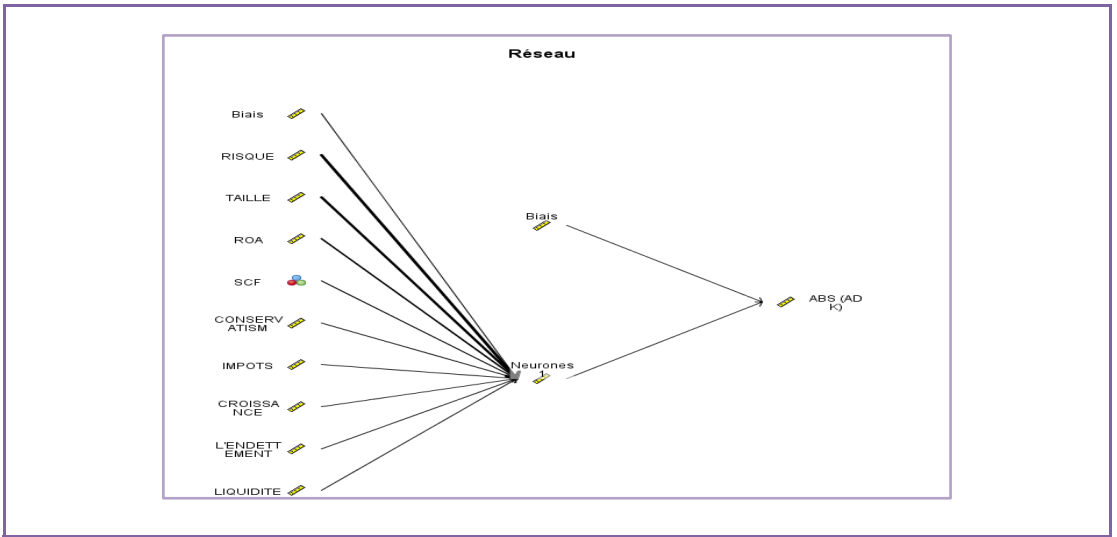 Réseau
Biais
RISQUE
TAILLE
ROA
SCF
CONSERV
ATISM
IMPOTS
CROISSA
NCE
L'ENDETT
EMENT
LIQUIDITE
Biais
Neurones
1
ABS (AD
K)